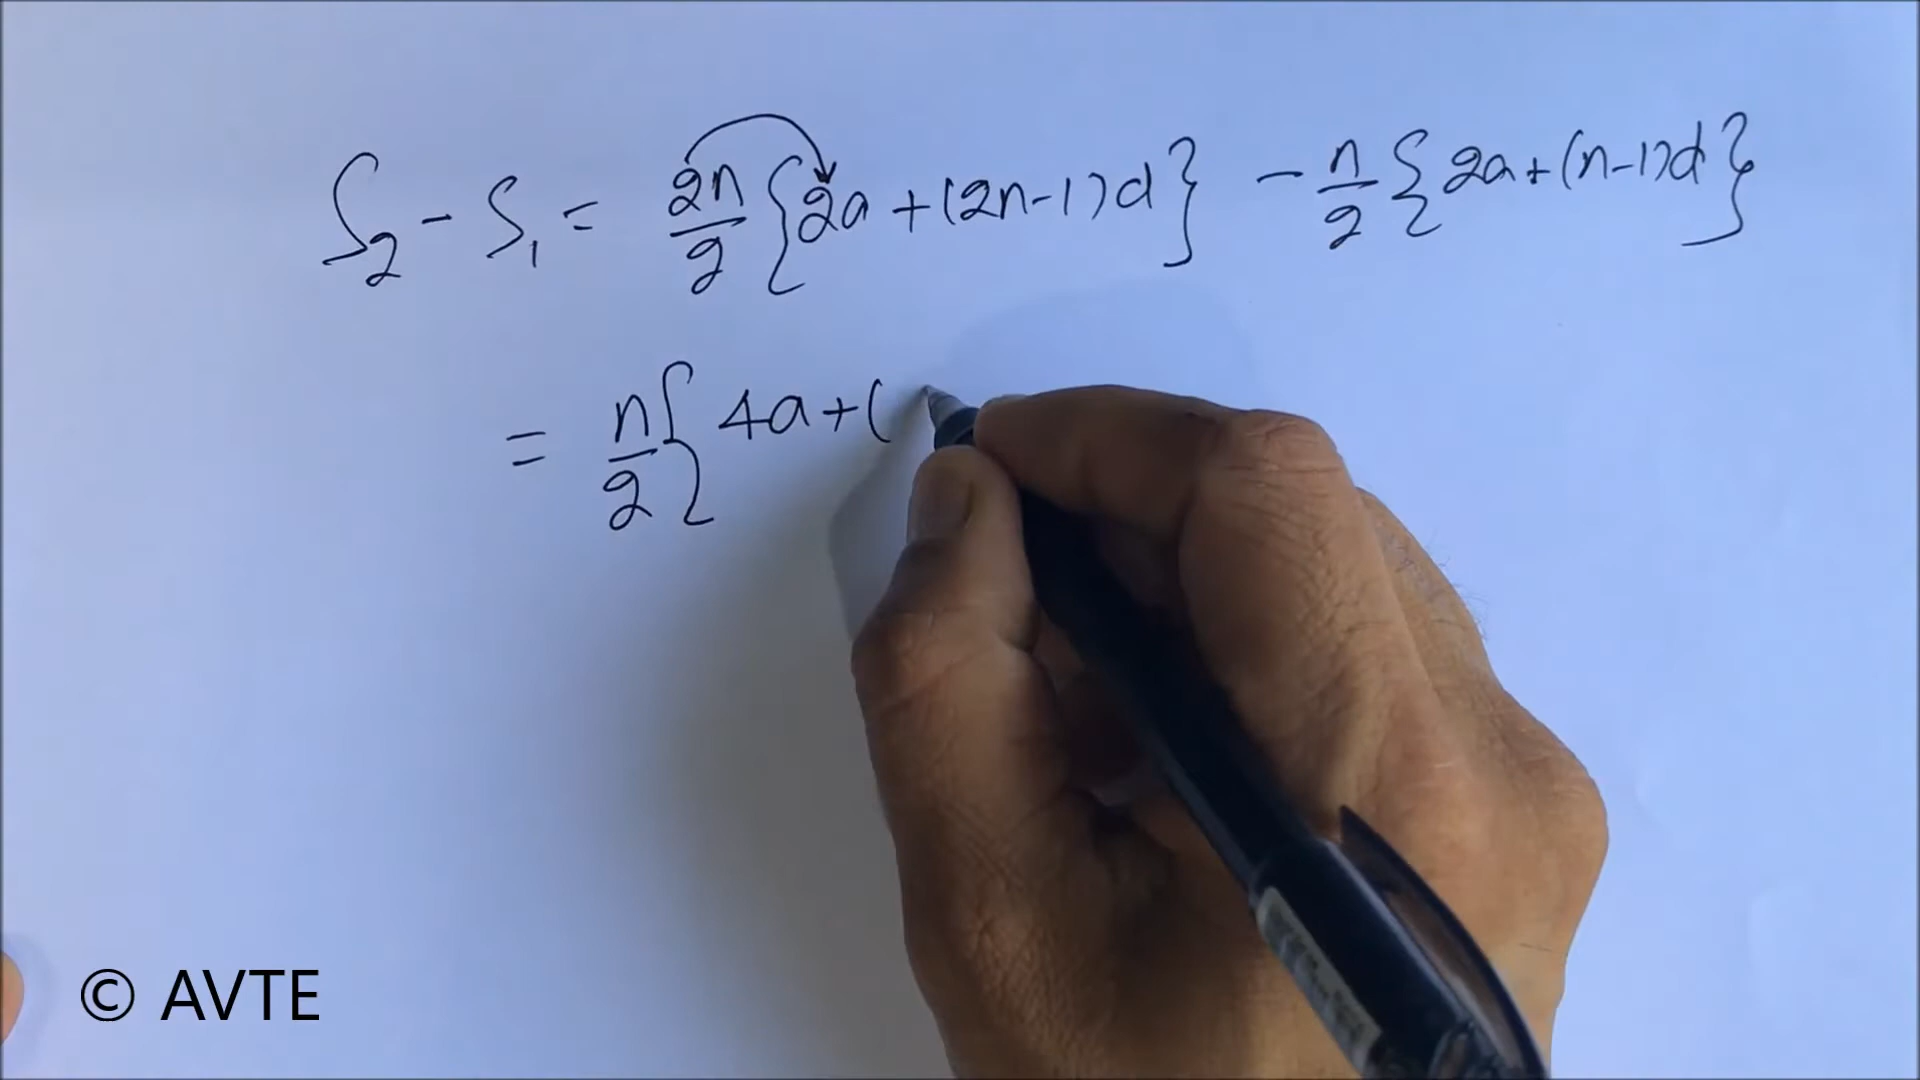 S₂ - S₁ = 2n/2 {2a + (2n-1)d} - n/2 {2a + (n-1)d}
= n/2 { 4a + (
© AVTE